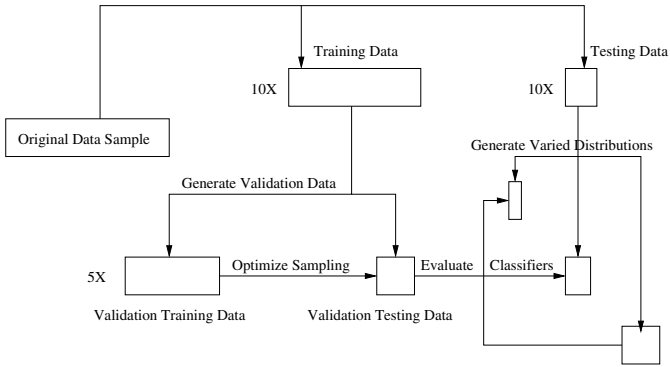 Training Data
Testing Data
10X
10X
Original Data Sample
Generate Varied Distributions
Generate Validation Data
Optimize Sampling
Evaluate Classifiers
5X
Validation Training Data
Validation Testing Data